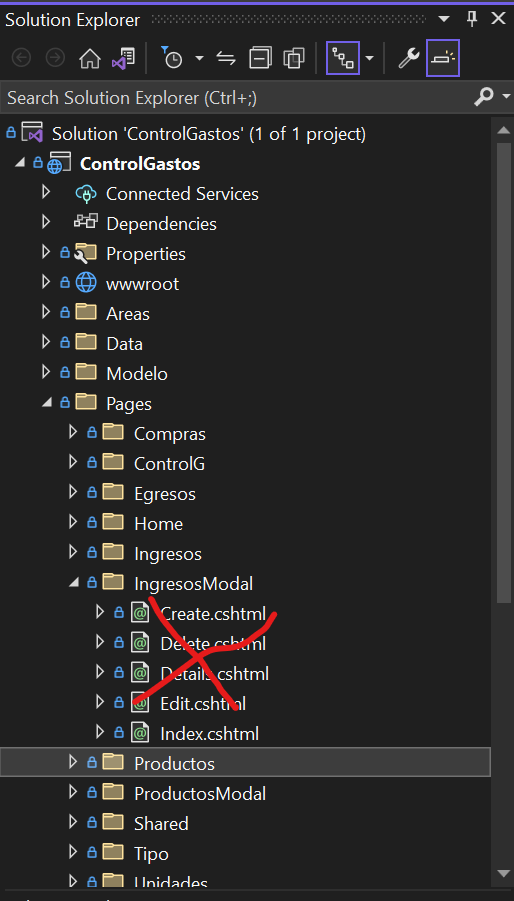 Solution Explorer
Search Solution Explorer (Ctrl+;)
Solution 'ControlGastos' (1 of 1 project)
ControlGastos
Connected Services
Dependencies
Properties
wwwroot
Areas
Data
Modelo
Pages
Compras
ControlG
Egresos
Home
Ingresos
IngresosModal
Create.cshtml
Delete.cshtml
Details.cshtml
Edit.cshtml
Index.cshtml
Productos
ProductosModal
Shared
Tipo
Unidades